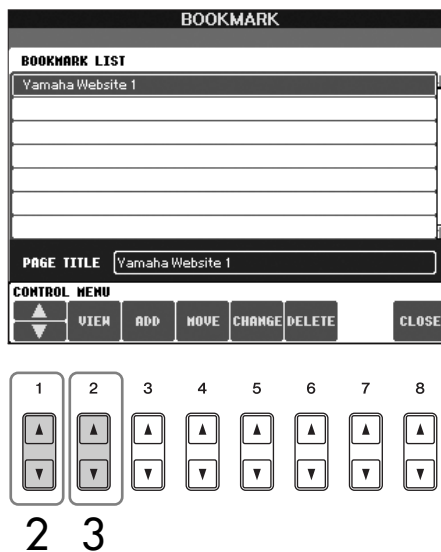 BOOKMARK
BOOKMARK LIST
Yamaha Website 1
PAGE TITLE Yamaha Website 1
CONTROL MENU
VIEW ADD MOVE CHANGE DELETE CLOSE
1 2 3 4 5 6 7 8
2 3